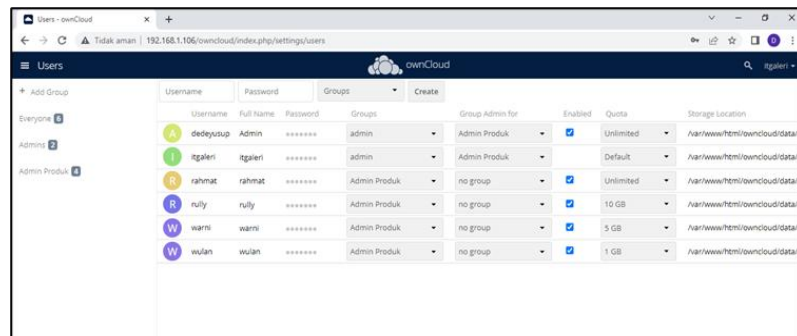 Users - ownCloud
Tidak aman | 192.168.1.106/owncloud/index.php/settings/users
Users
ownCloud
itgaleri
+ Add Group
Everyone 6
Admins 2
Admin Produk 4
Username Password Groups Create
Username Full Name Password Groups Group Admin for Enabled Quota Storage Location
A dedeyusup Admin admin Admin Produk Unlimited /var/www/html/owncloud/data/
I itgaleri itgaleri admin Admin Produk Default /var/www/html/owncloud/data/
R rahmat rahmat Admin Produk no group Unlimited /var/www/html/owncloud/data/
R rully rully Admin Produk no group 10 GB /var/www/html/owncloud/data/
W warni warni Admin Produk no group 5 GB /var/www/html/owncloud/data/
W wulan wulan Admin Produk no group 1 GB /var/www/html/owncloud/data/